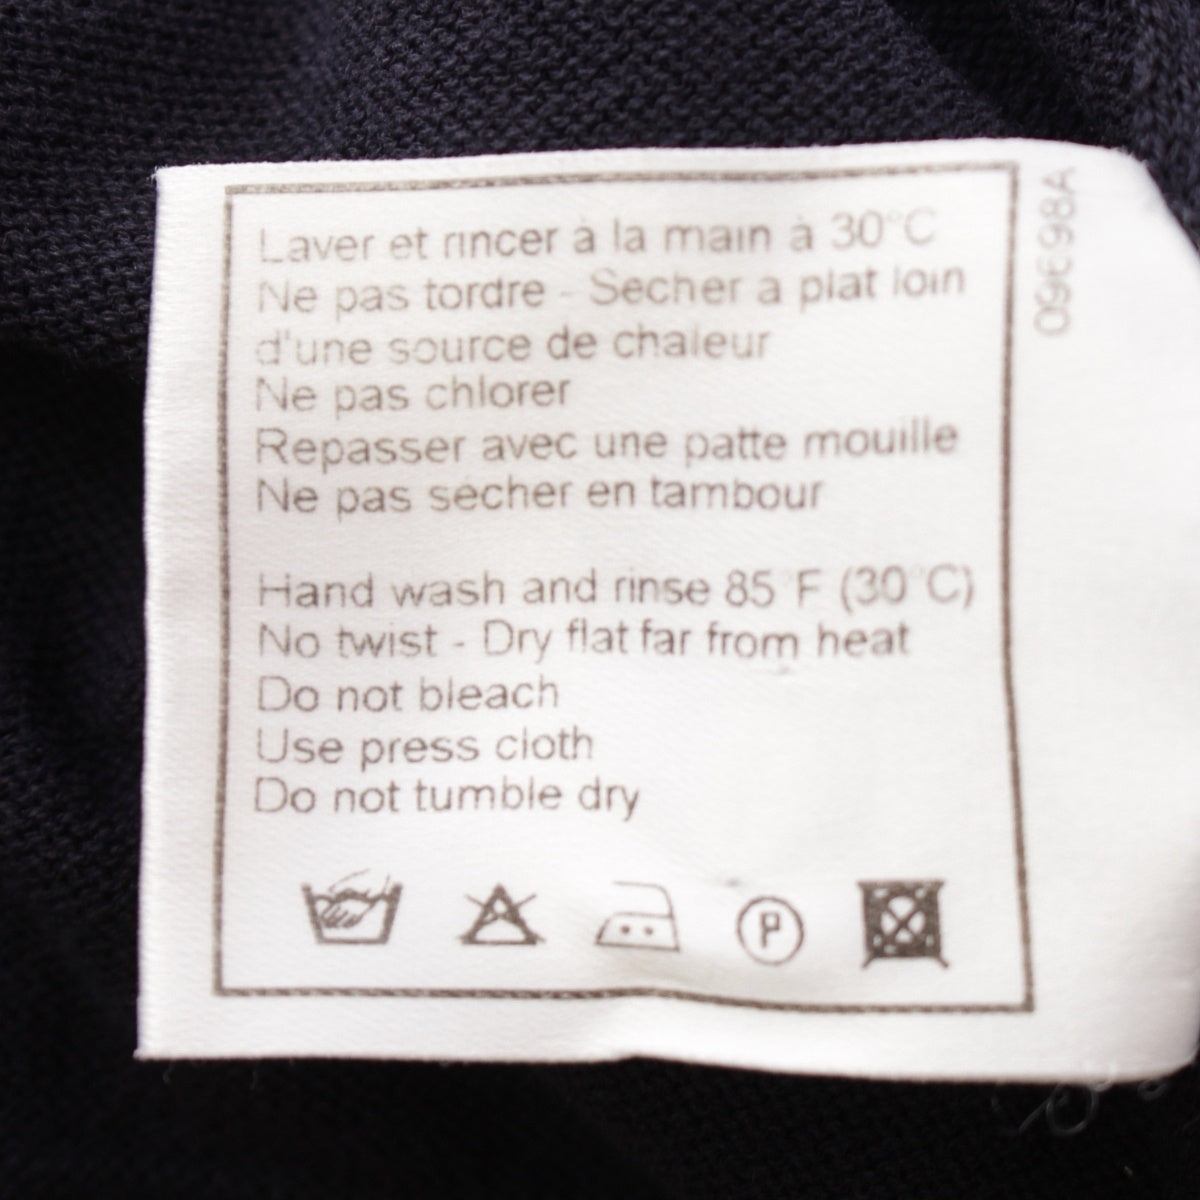 Laver et rincer à la main à 30°C
Ne pas tordre - Sécher à plat loin
d'une source de chaleur
Ne pas chlorer
Repasser avec une patte mouille
Ne pas sécher en tambour
Hand wash and rinse 85°F (30°C)
No twist - Dry flat far from heat
Do not bleach
Use press cloth
Do not tumble dry
P
09E98A